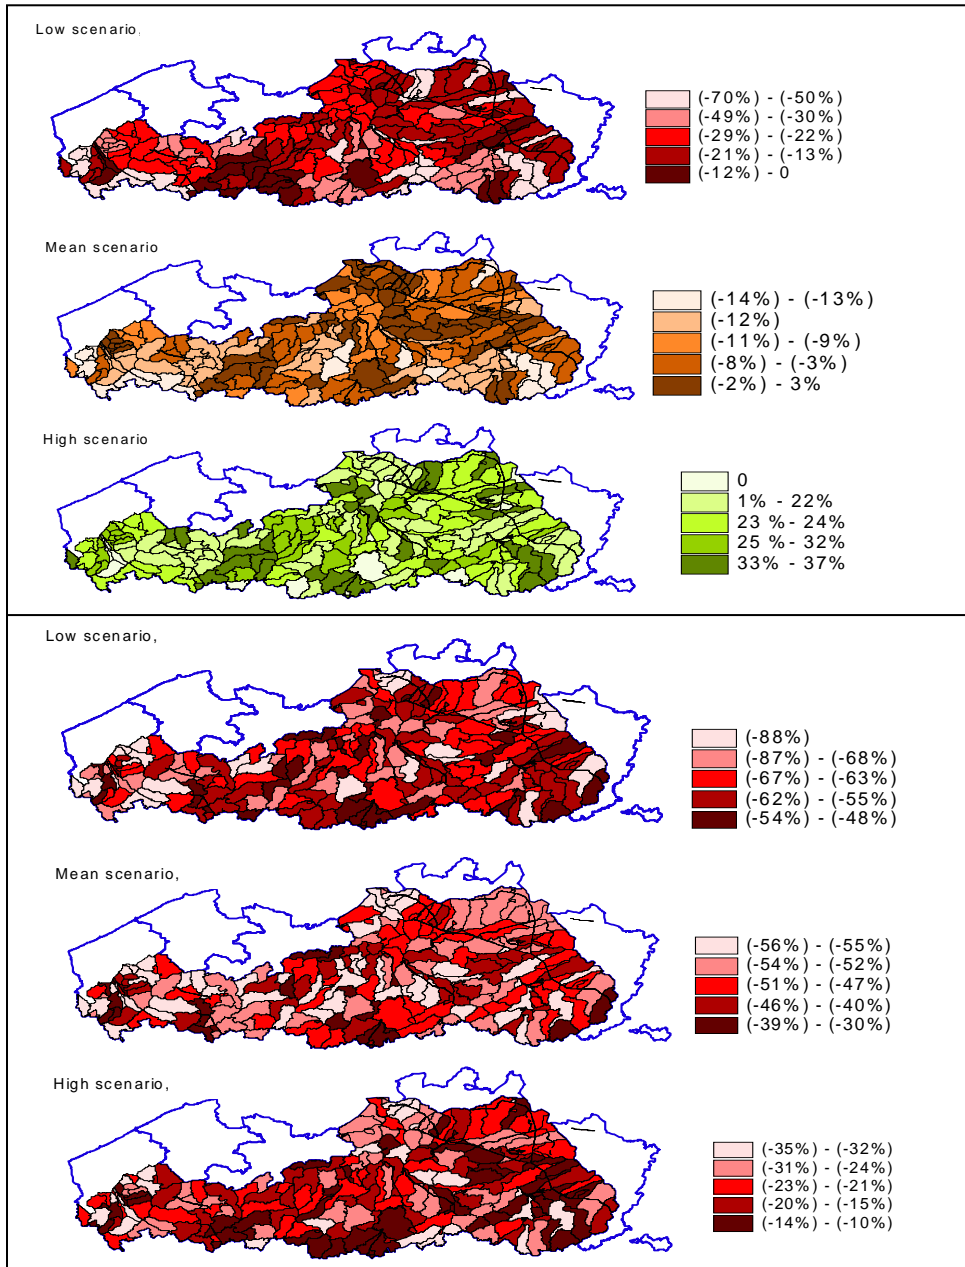 Low scenario,
(-70%) - (-50%)
(-49%) - (-30%)
(-29%) - (-22%)
(-21%) - (-13%)
(-12%) - 0
Mean scenario
(-14%) - (-13%)
(-12%)
(-11%) - (-9%)
(-8%) - (-3%)
(-2%) - 3%
High scenario
0
1% - 22%
23 % - 24%
25 % - 32%
33% - 37%
Low scenario,
(-88%)
(-87%) - (-68%)
(-67%) - (-63%)
(-62%) - (-55%)
(-54%) - (-48%)
Mean scenario,
(-56%) - (-55%)
(-54%) - (-52%)
(-51%) - (-47%)
(-46%) - (-40%)
(-39%) - (-30%)
High scenario,
(-35%) - (-32%)
(-31%) - (-24%)
(-23%) - (-21%)
(-20%) - (-15%)
(-14%) - (-10%)